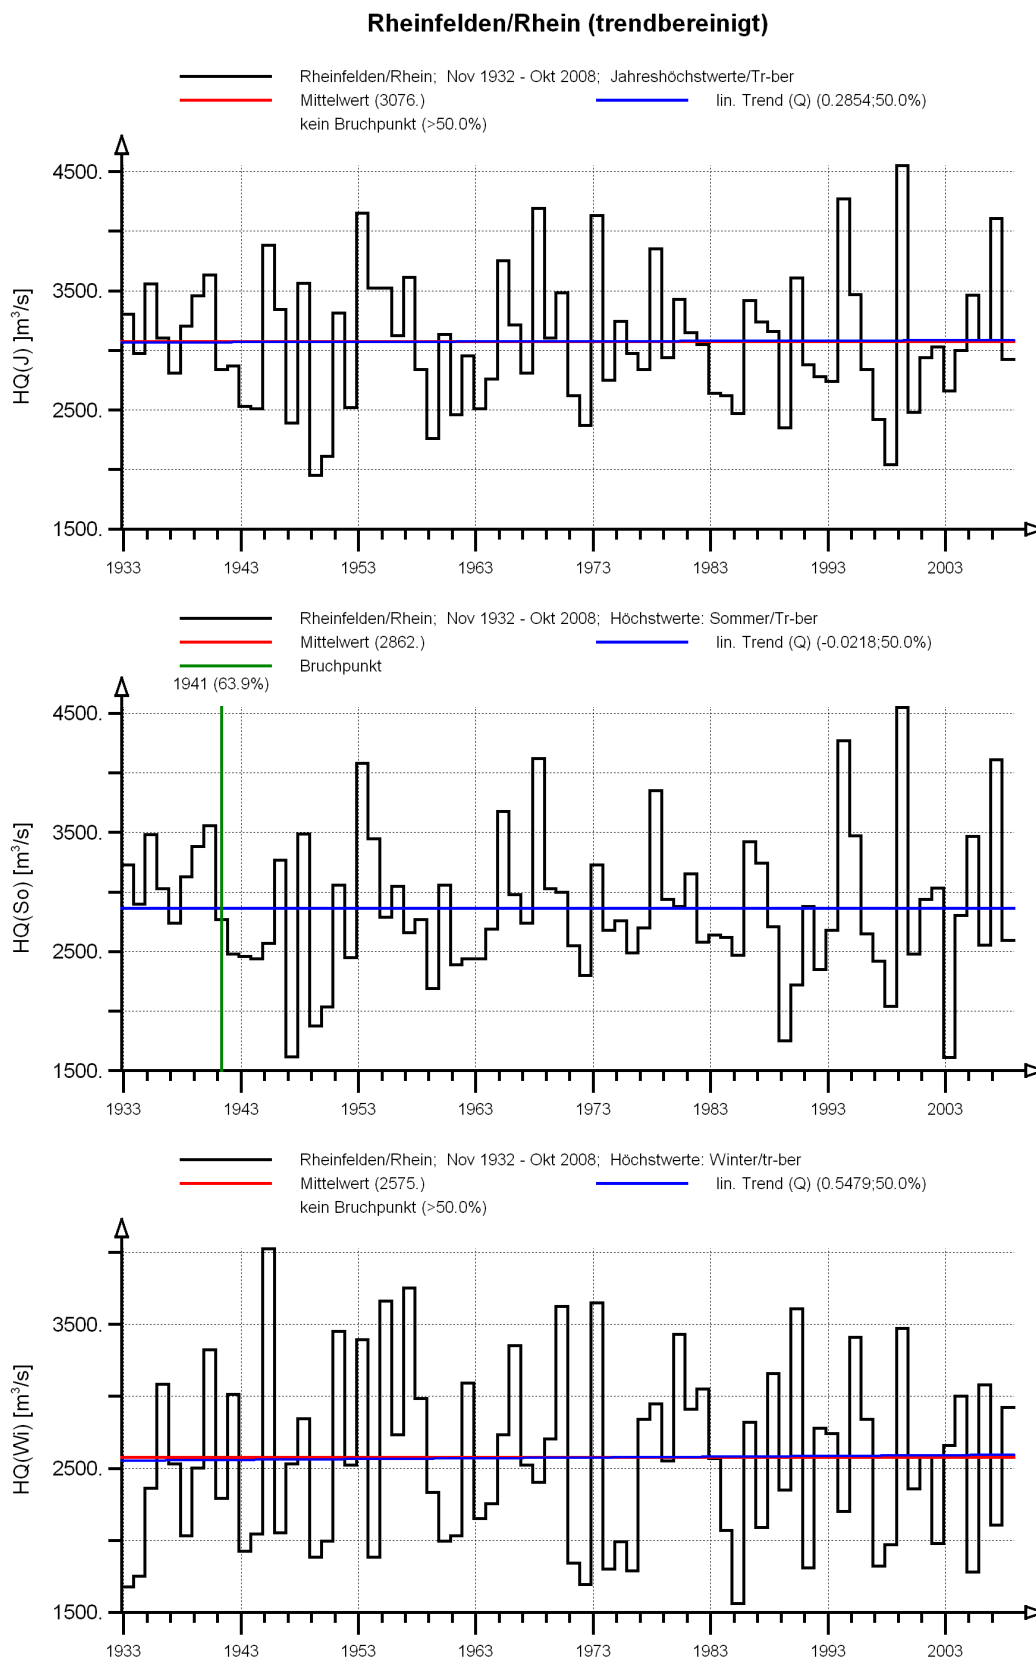 Rheinfelden/Rhein (trendbereinigt)
Rheinfelden/Rhein;  Nov 1932 - Okt 2008;  Jahreshöchstwerte/Tr-ber
Mittelwert (3076.)  lin. Trend (Q) (0.2854;50.0%)
kein Bruchpunkt (>50.0%)
HQ(J) ]m³/s]
4500.
3500.
2500.
1500.
1933 1943 1953 1963 1973 1983 1993 2003
Rheinfelden/Rhein;  Nov 1932 - Okt 2008;  Höchstwerte: Sommer/Tr-ber
Mittelwert (2862.)  lin. Trend (Q) (-0.0218;50.0%)
Bruchpunkt
1941 (63.9%)
HQ(So) [m³/s]
4500.
3500.
2500.
1500.
1933 1943 1953 1963 1973 1983 1993 2003
Rheinfelden/Rhein;  Nov 1932 - Okt 2008;  Höchstwerte: Winter/tr-ber
Mittelwert (2575.)  lin. Trend (Q) (0.5479;50.0%)
kein Bruchpunkt (>50.0%)
HQ(Wi) [m³/s]
3500.
2500.
1500.
1933 1943 1953 1963 1973 1983 1993 2003